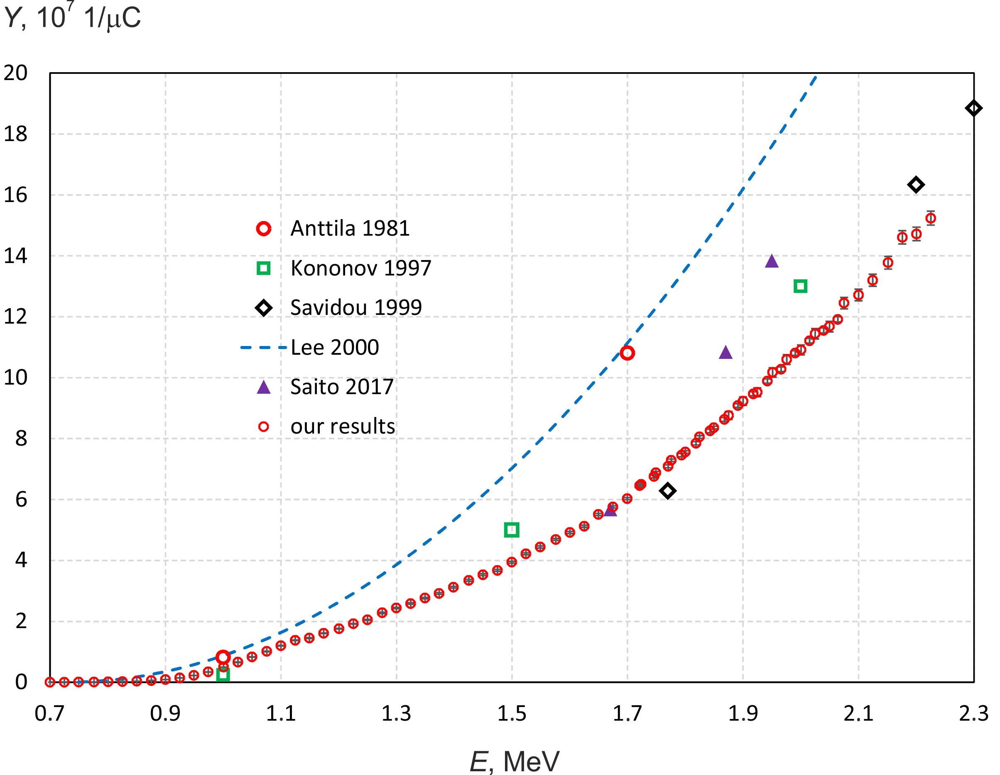 Y, 10⁷ 1/μC
20
18
16
14
12
10
8
6
4
2
0
Anttila 1981
Kononov 1997
Savidou 1999
Lee 2000
Saito 2017
our results
0.7 0.9 1.1 1.3 1.5 1.7 1.9 2.1 2.3
E, MeV